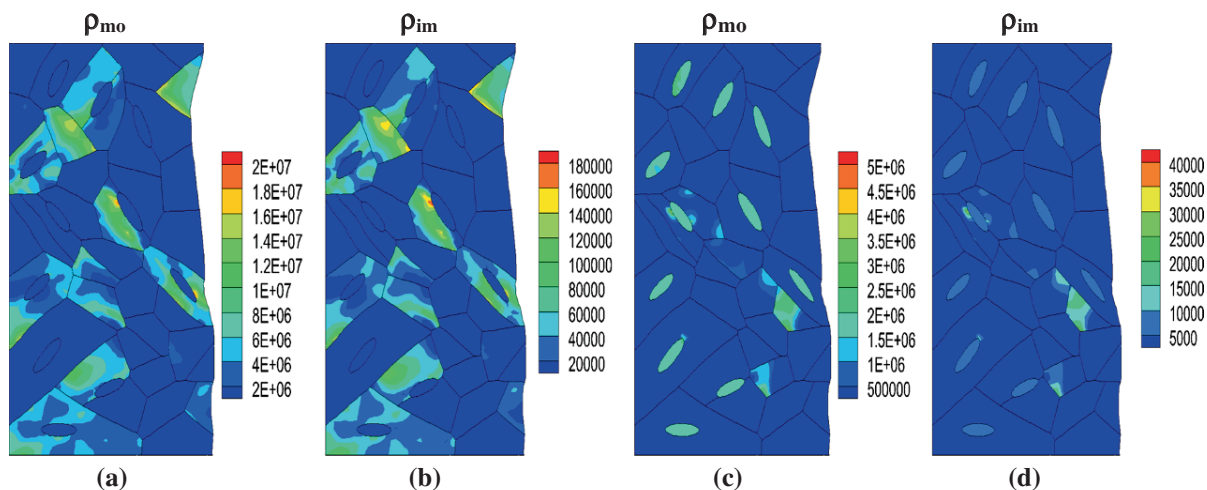 ρmo
ρim
ρmo
ρim
2E+07
1.8E+07
1.6E+07
1.4E+07
1.2E+07
1E+07
8E+06
6E+06
4E+06
2E+06
180000
160000
140000
120000
100000
80000
60000
40000
20000
5E+06
4.5E+06
4E+06
3.5E+06
3E+06
2.5E+06
2E+06
1.5E+06
1E+06
500000
40000
35000
30000
25000
20000
15000
10000
5000
(a)
(b)
(c)
(d)